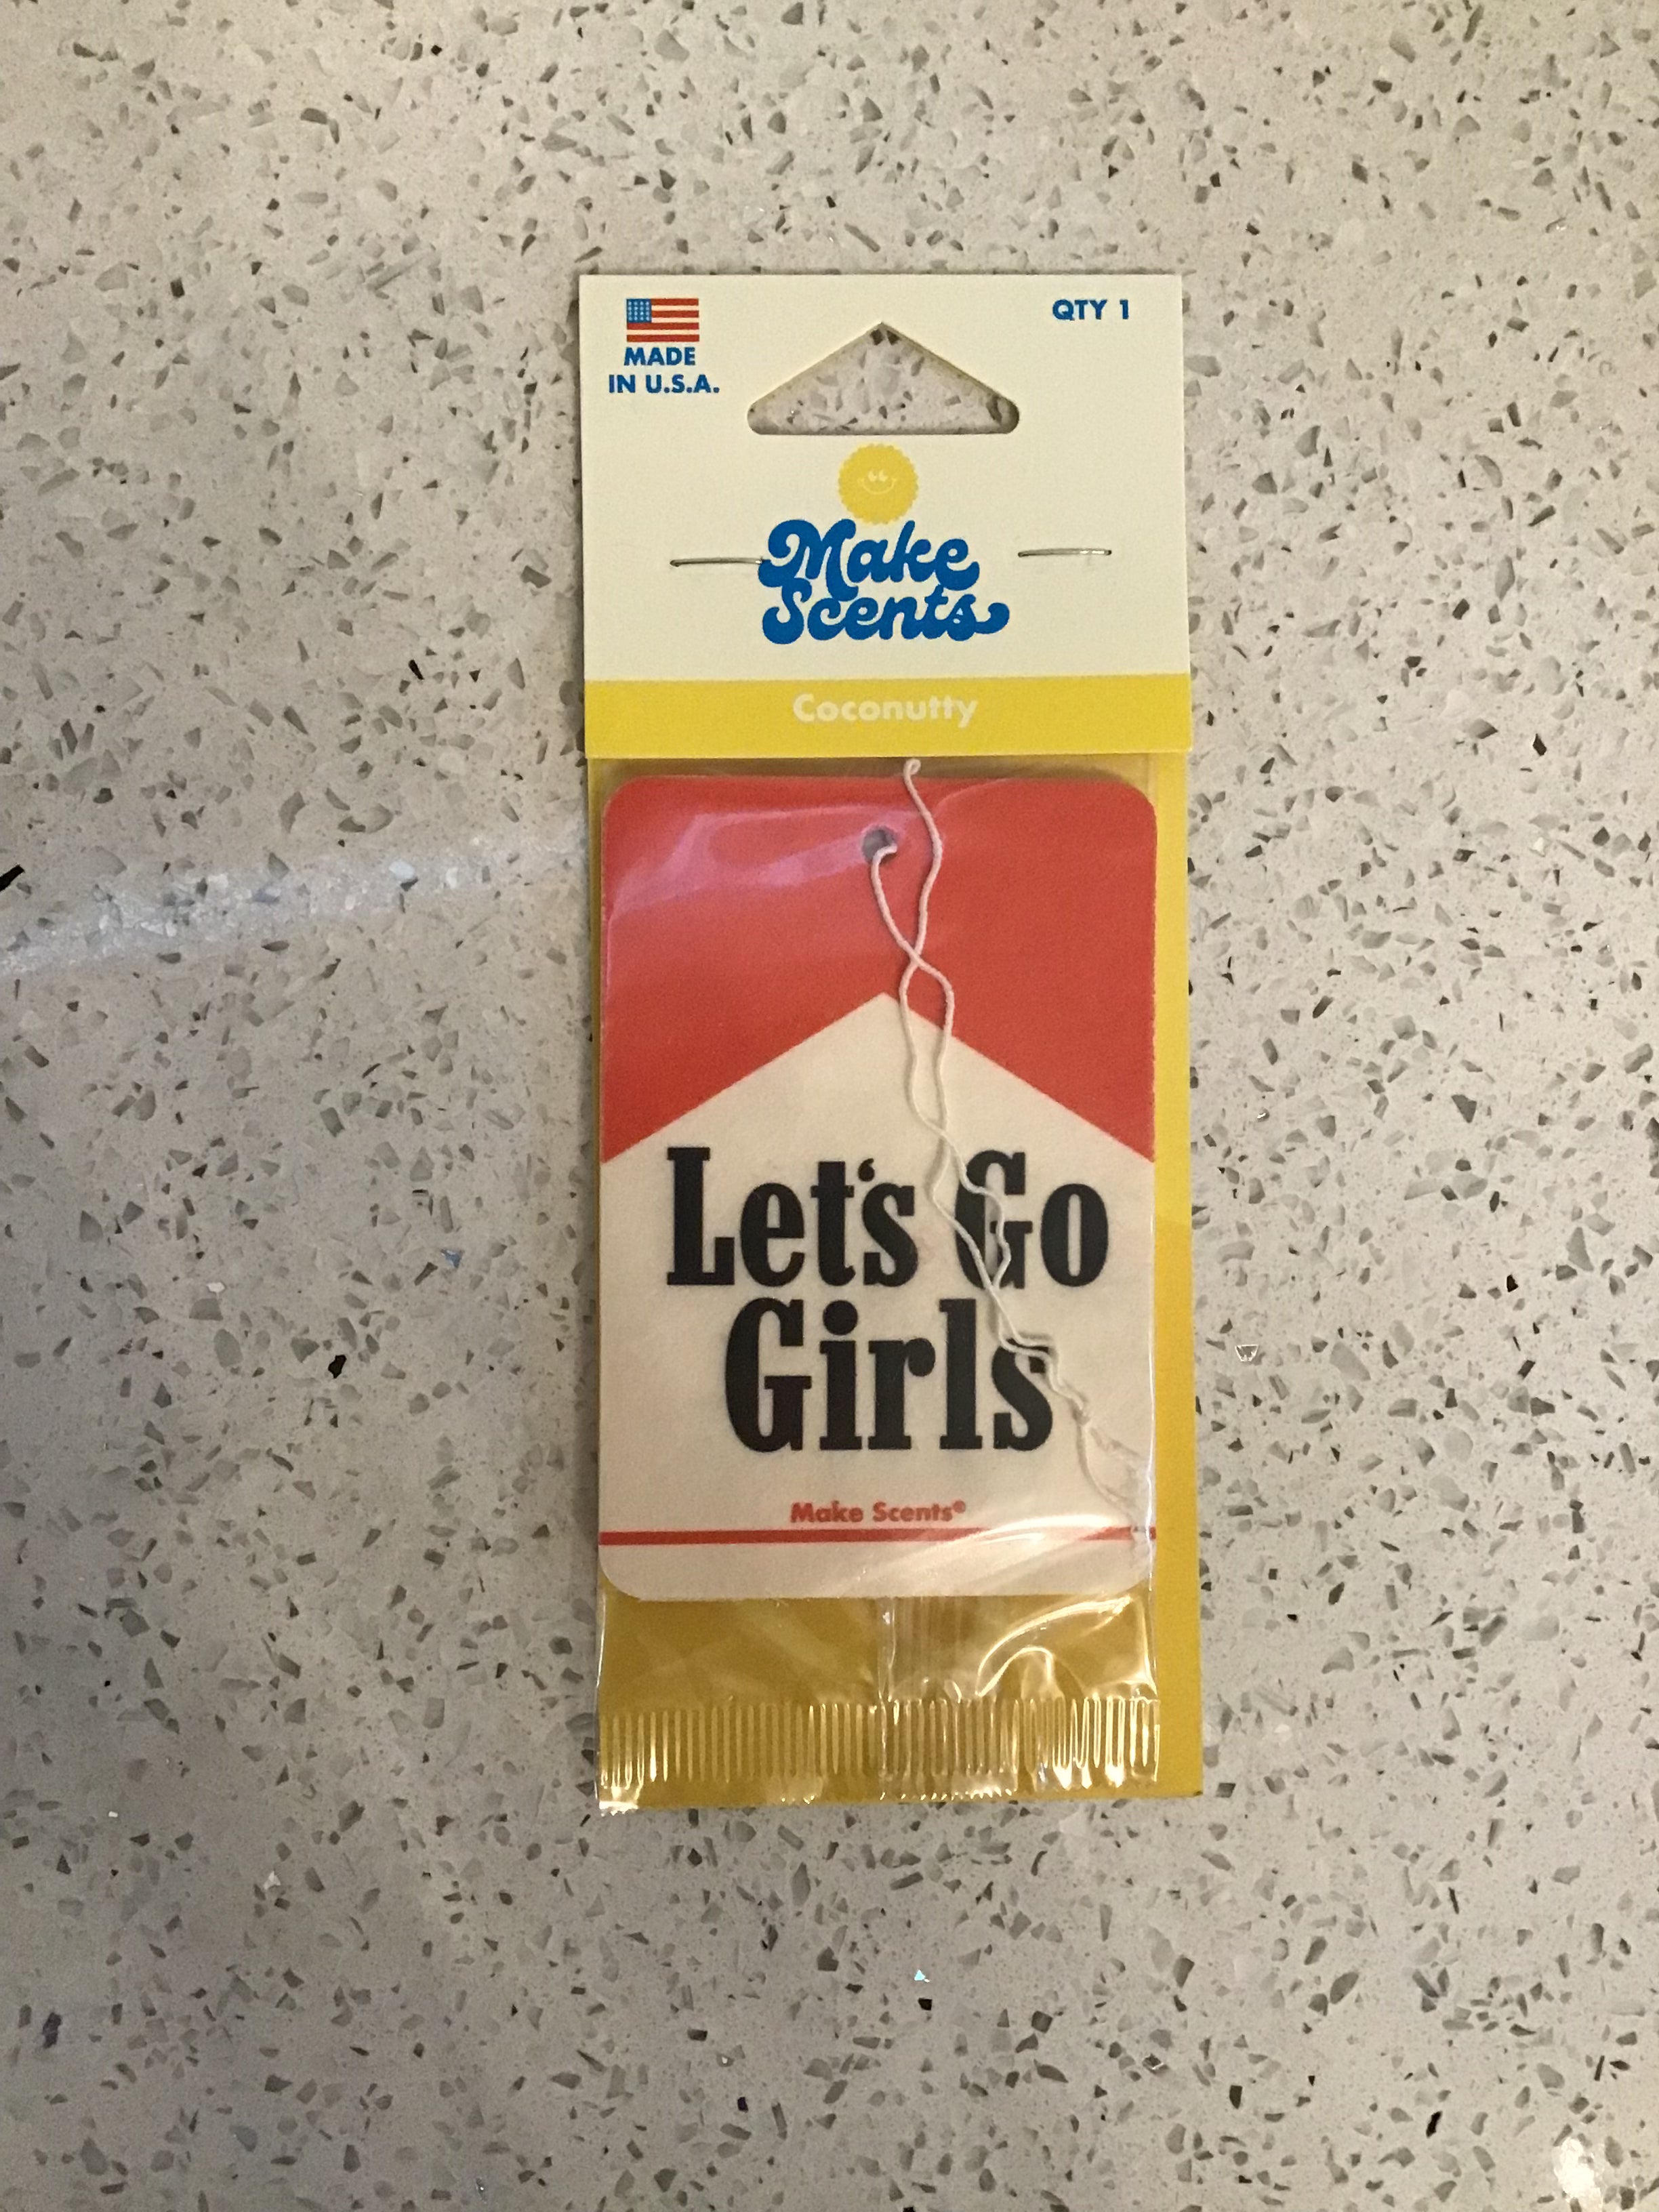 MADE
IN U.S.A.
QTY 1
Make
Scents
Coconutty
Let's Go
Girls
Make Scents®